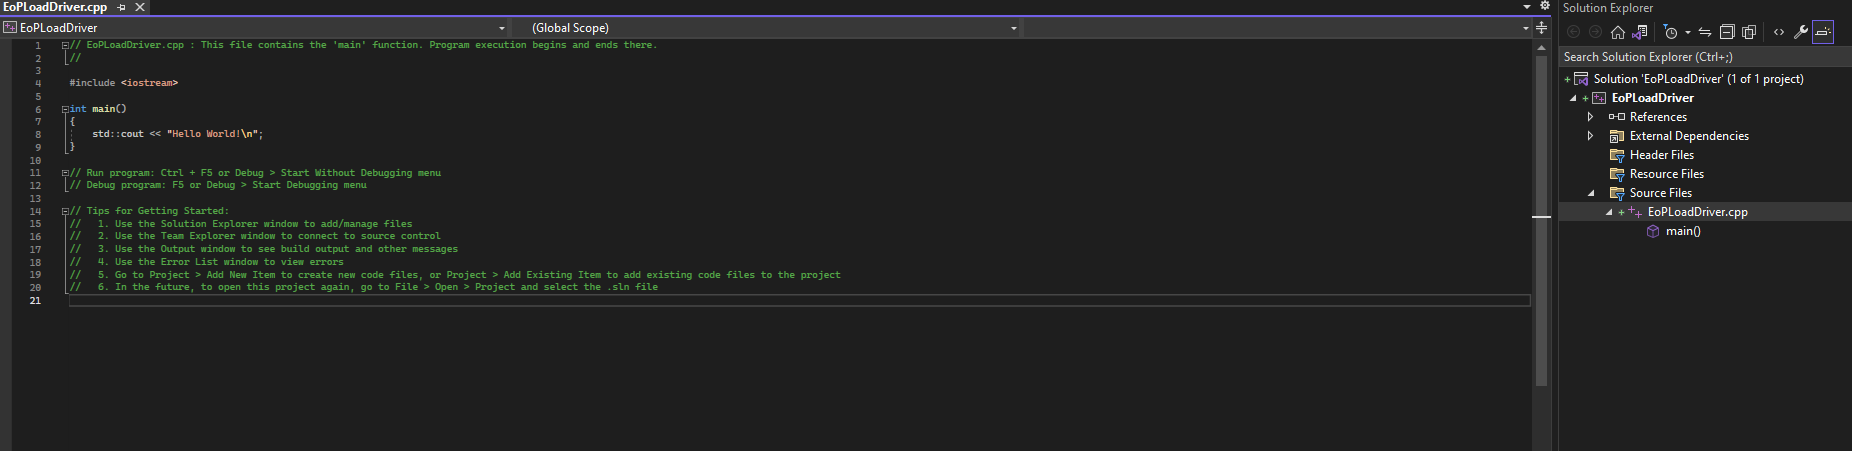 EoPLoadDriver.cpp
EoPLoadDriver
(Global Scope)
1 // EoPLoadDriver.cpp : This file contains the 'main' function. Program execution begins and ends there.
2 //
3
4 #include <iostream>
5
6 int main()
7 {
8 std::cout << "Hello World!\n";
9 }
10
11 // Run program: Ctrl + F5 or Debug > Start Without Debugging menu
12 // Debug program: F5 or Debug > Start Debugging menu
13
14 // Tips for Getting Started:
15 // 1. Use the Solution Explorer window to add/manage files
16 // 2. Use the Team Explorer window to connect to source control
17 // 3. Use the Output window to see build output and other messages
18 // 4. Use the Error List window to view errors
19 // 5. Go to Project > Add New Item to create new code files, or Project > Add Existing Item to add existing code files to the project
20 // 6. In the future, to open this project again, go to File > Open > Project and select the .sln file
21
Solution Explorer
Search Solution Explorer (Ctrl+;)
Solution 'EoPLoadDriver' (1 of 1 project)
EoPLoadDriver
References
External Dependencies
Header Files
Resource Files
Source Files
EoPLoadDriver.cpp
main()